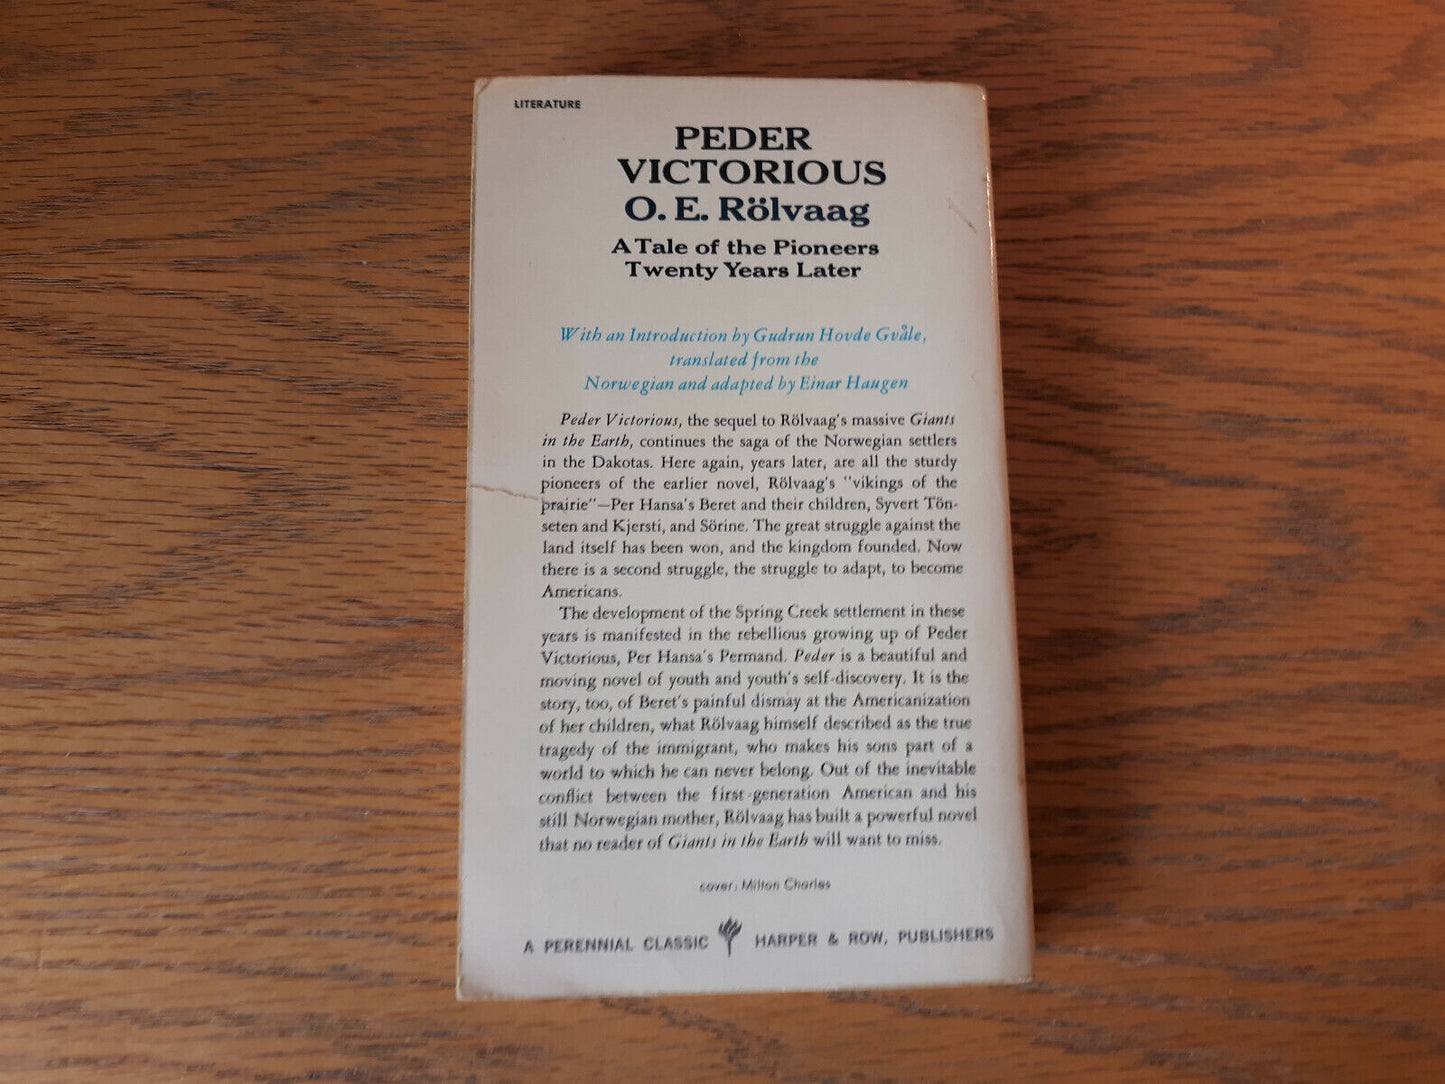 LITERATURE
PEDER
VICTORIOUS
O. E. Rölvaag
A Tale of the Pioneers
Twenty Years Later
With an Introduction by Gudrun Hovde Gvåle,
translated from the
Norwegian and adapted by Einar Haugen
Peder Victorious, the sequel to Rölvaag's massive Giants
in the Earth, continues the saga of the Norwegian settlers
in the Dakotas. Here again, years later, are all the sturdy
pioneers of the earlier novel, Rölvaag's "vikings of the
prairie"—Per Hansa's Beret and their children, Syvert Tön-
seten and Kjersti, and Sörine. The great struggle against the
land itself has been won, and the kingdom founded. Now
there is a second struggle, the struggle to adapt, to become
Americans.
The development of the Spring Creek settlement in these
years is manifested in the rebellious growing up of Peder
Victorious, Per Hansa's Permand. Peder is a beautiful and
moving novel of youth and youth's self-discovery. It is the
story, too, of Beret's painful dismay at the Americanization
of her children, what Rölvaag himself described as the true
tragedy of the immigrant, who makes his sons part of a
world to which he can never belong. Out of the inevitable
conflict between the first-generation American and his
still Norwegian mother, Rölvaag has built a powerful novel
that no reader of Giants in the Earth will want to miss.
cover: Milton Charles
A PERENNIAL CLASSIC HARPER & ROW, PUBLISHERS